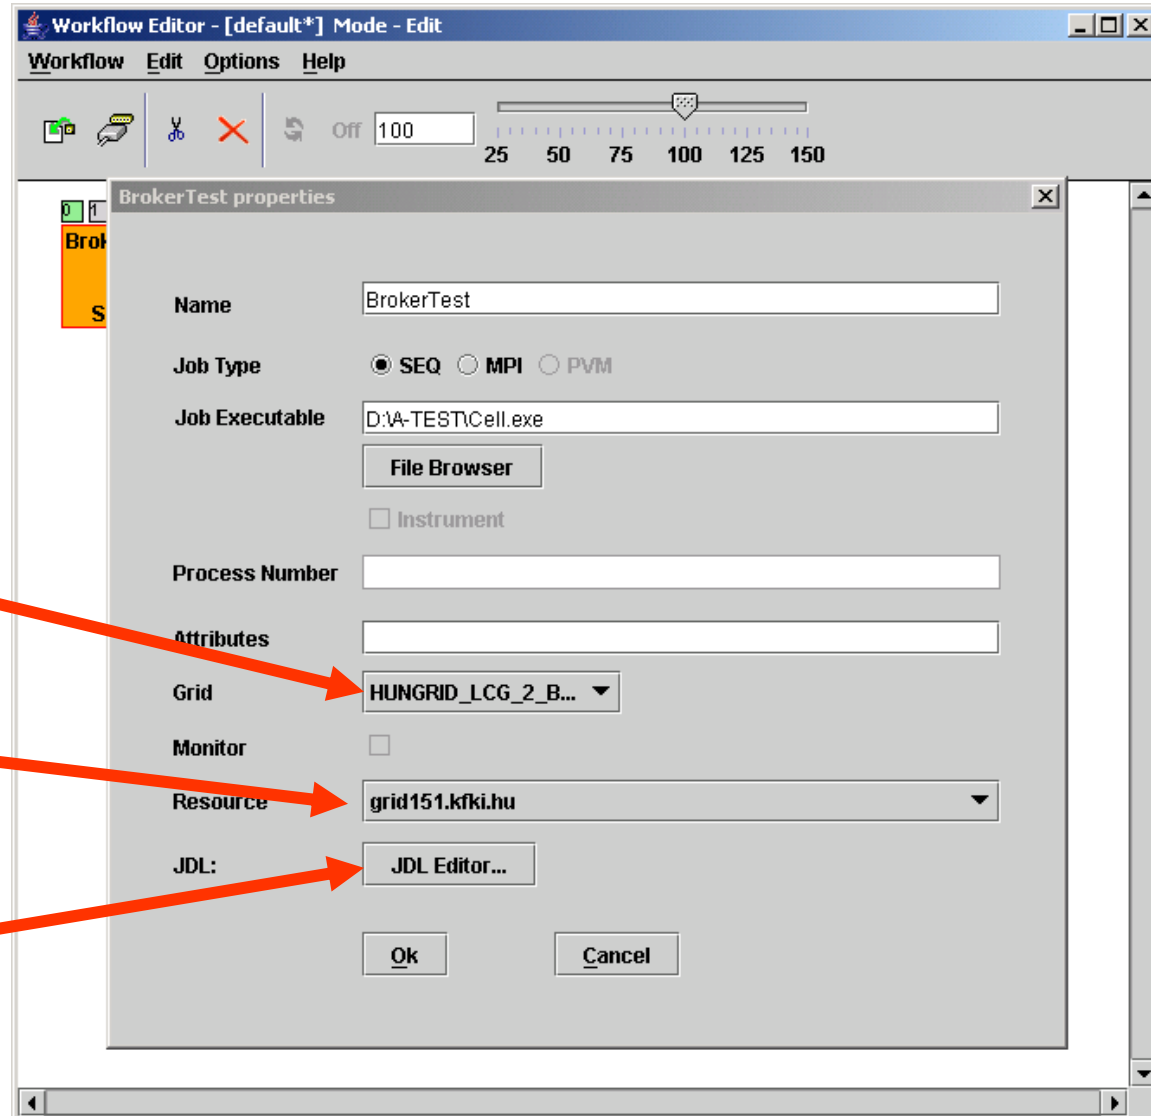 Workflow Editor - [default*] Mode - Edit
Workflow Edit Options Help
Off 100
25 50 75 100 125 150
0 1
BrokerTest properties
Name BrokerTest
Job Type SEQ MPI PVM
Job Executable D:\A-TEST\Cell.exe
File Browser
Instrument
Process Number
Attributes
Grid HUNGRID_LCG_2_B...
Monitor
Resource grid151.kfki.hu
JDL: JDL Editor...
Ok Cancel